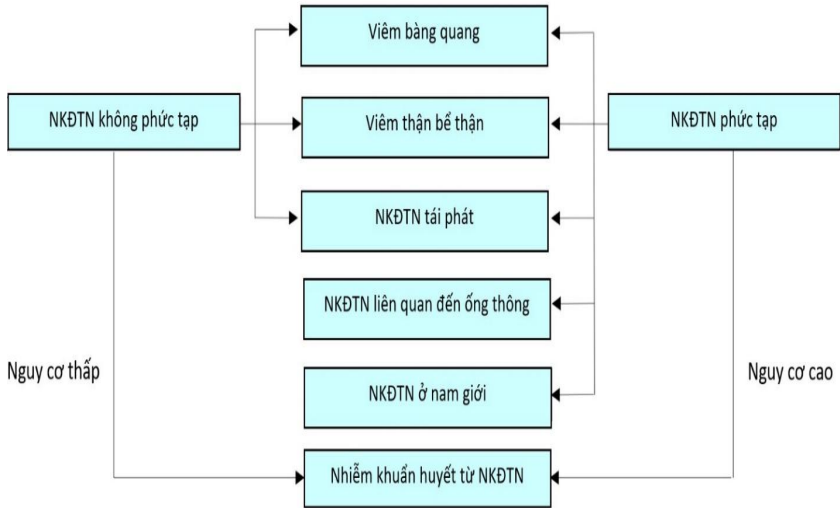 Viêm bàng quang
NKĐTN không phức tạp
Viêm thận bể thận
NKĐTN phức tạp
NKĐTN tái phát
NKĐTN liên quan đến ống thông
Nguy cơ thấp
NKĐTN ở nam giới
Nguy cơ cao
Nhiễm khuẩn huyết từ NKĐTN